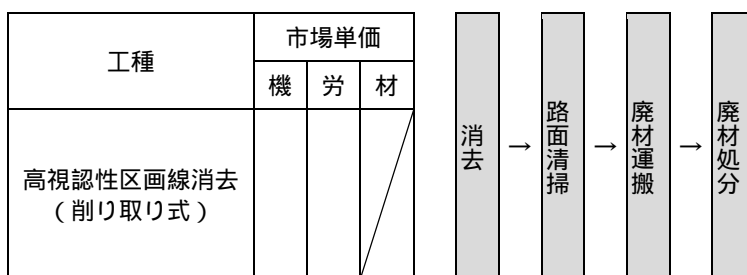 工種
市場単価
機 労 材
高視認性区画線消去
(削り取り式)
消去
→
路面清掃
→
廃材運搬
→
廃材処分